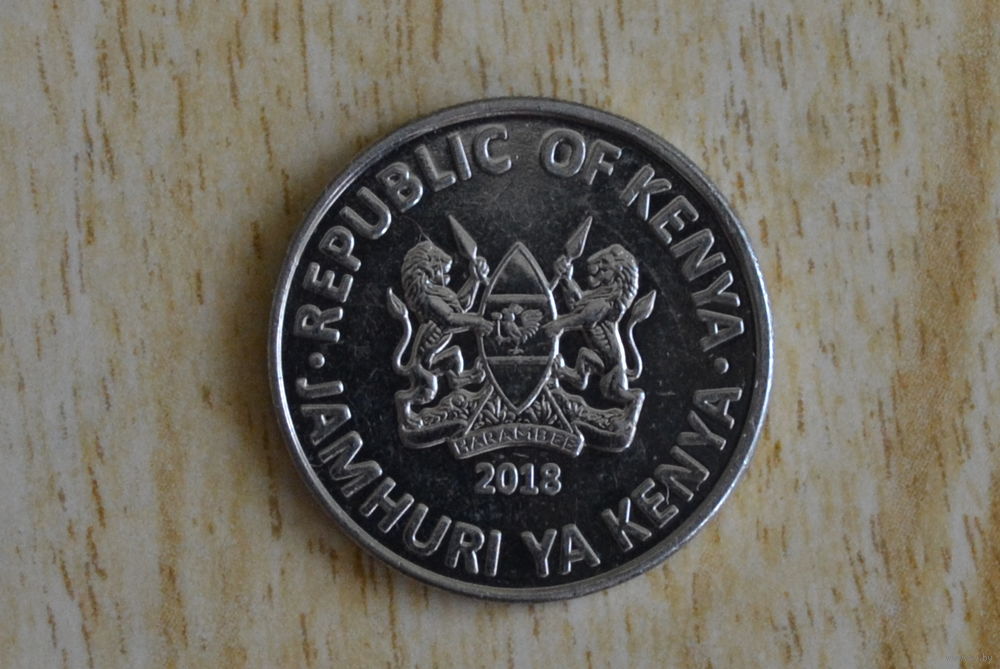 REPUBLIC OF KENYA
HARAMBEE
2018
JAMHURI YA KENYA